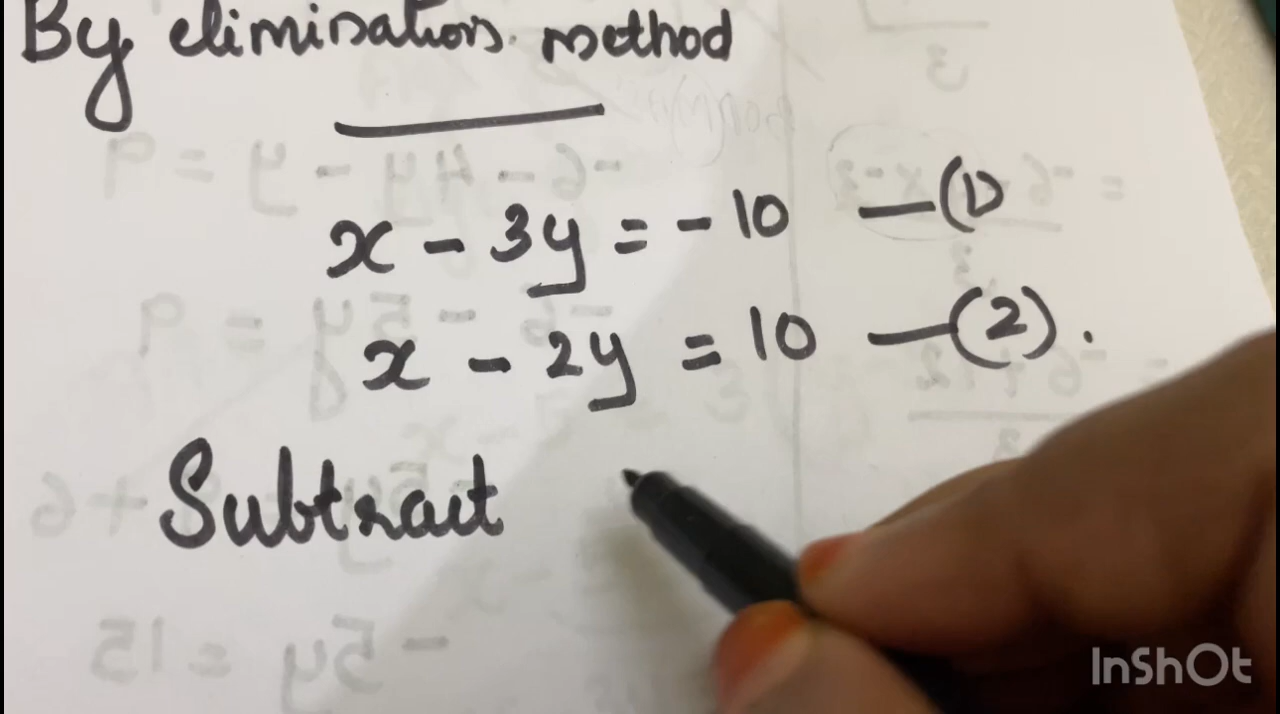 By elimination method
x - 3y = -10 —(1)
x - 2y = 10 —(2).
Subtract
InShOt